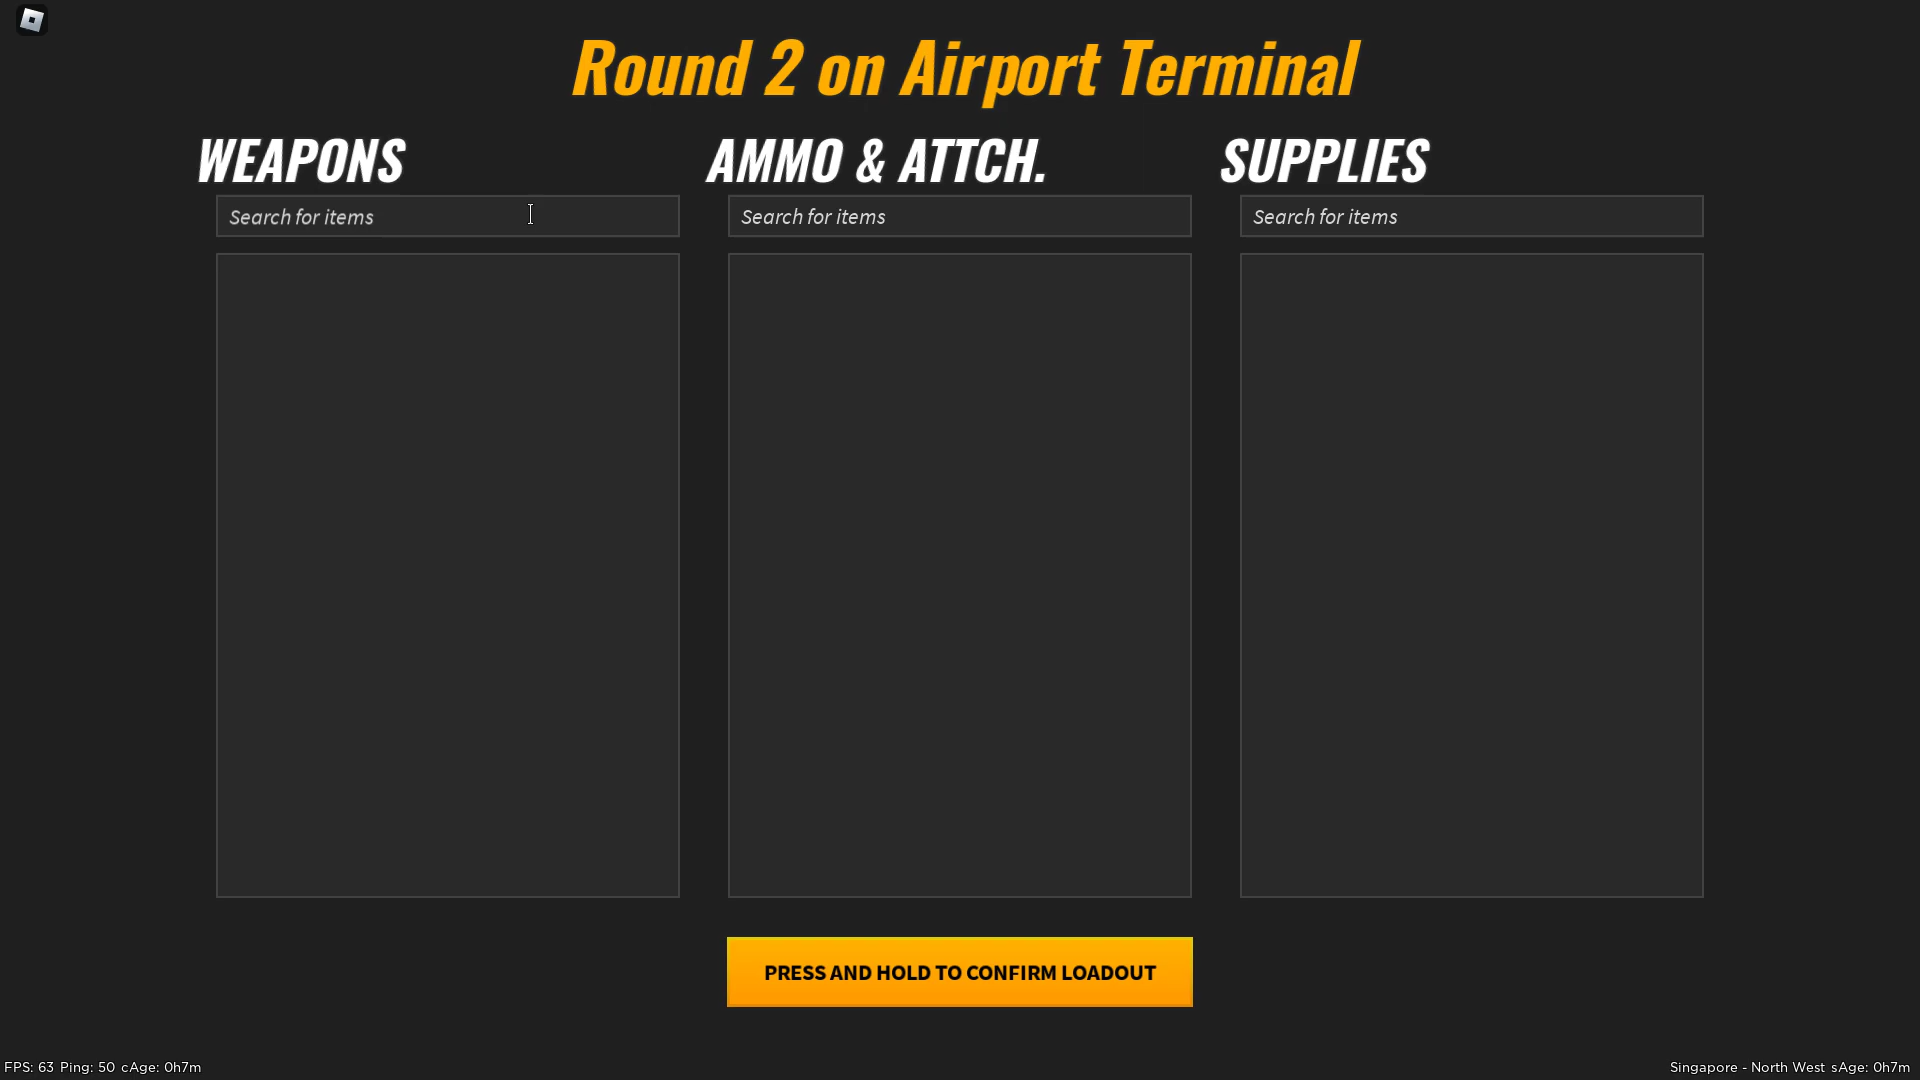 Round 2 on Airport Terminal
WEAPONS
AMMO & ATTCH.
SUPPLIES
Search for items
Search for items
Search for items
PRESS AND HOLD TO CONFIRM LOADOUT
FPS: 63 Ping: 50 cAge: 0h7m
Singapore - North West sAge: 0h7m